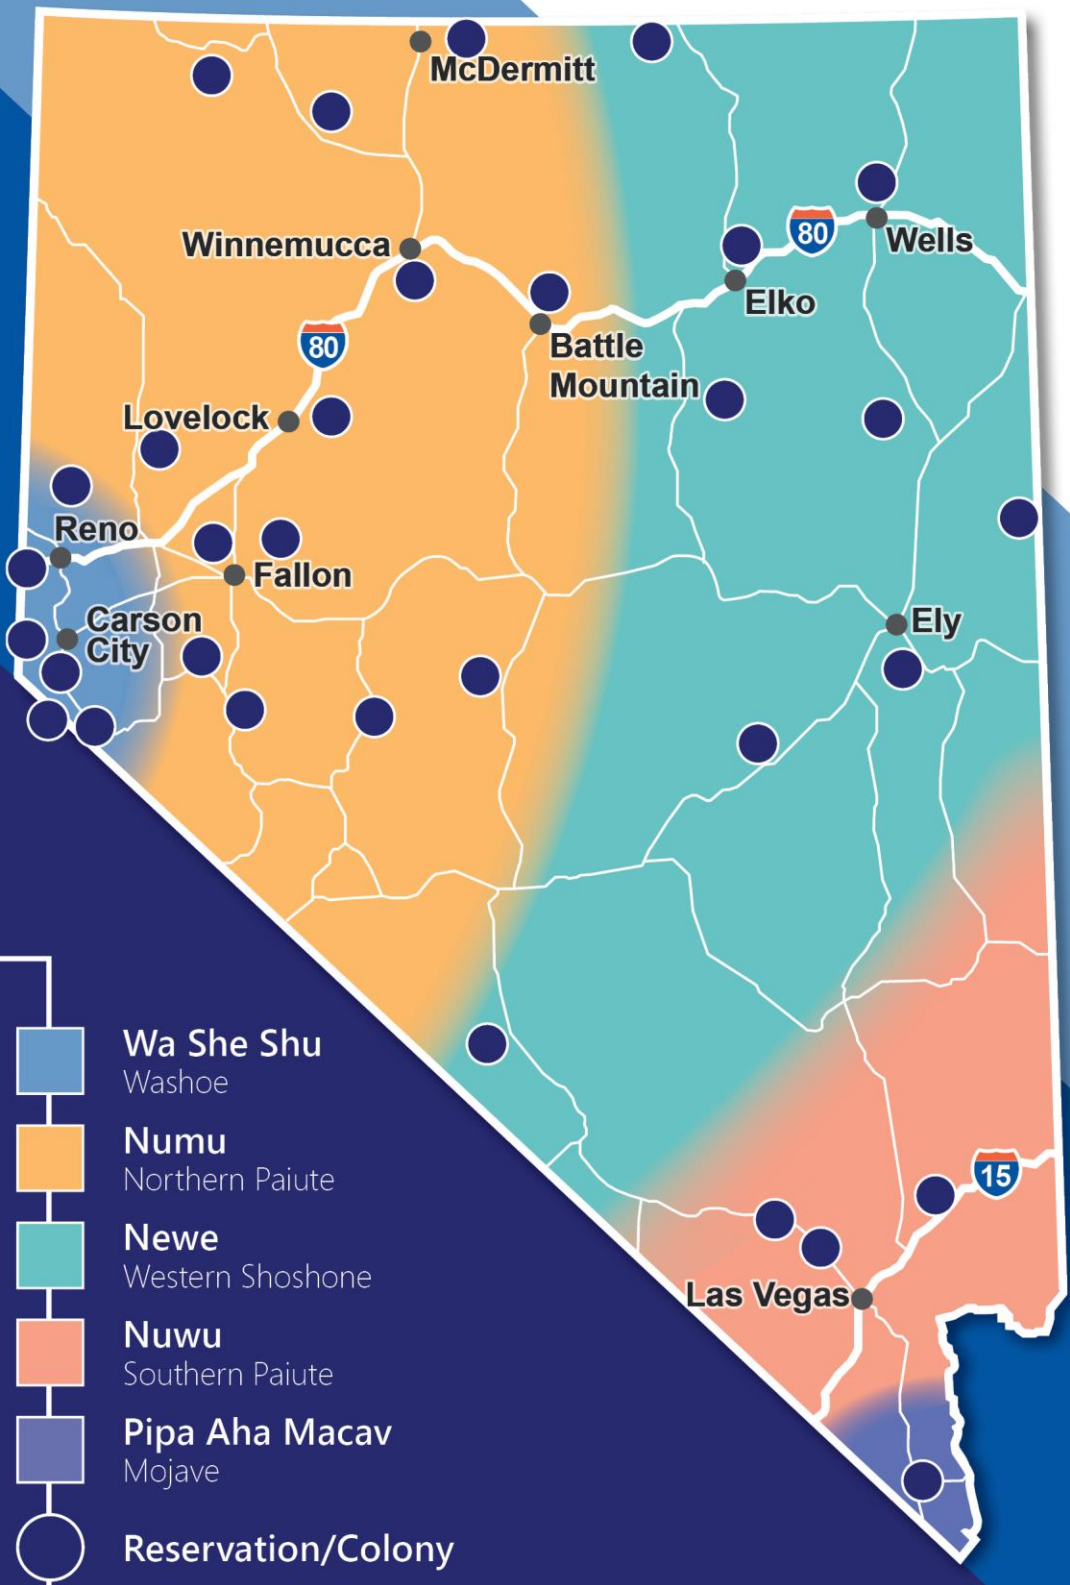 McDermitt
Winnemucca
80
Wells
Elko
80
Battle
Mountain
Lovelock
Reno
Fallon
Carson
City
Ely
Wa She Shu
Washoe
Numu
Northern Paiute
Newe
Western Shoshone
15
Las Vegas
Nuwu
Southern Paiute
Pipa Aha Macav
Mojave
Reservation/Colony